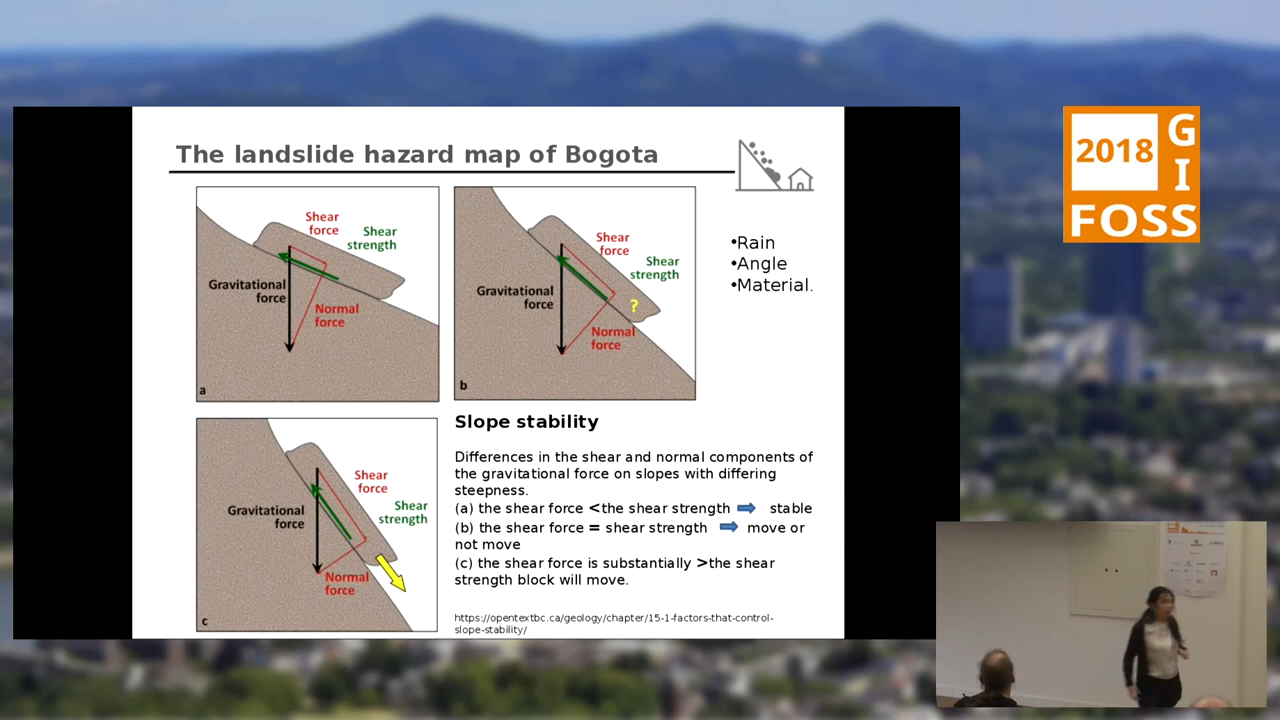 The landslide hazard map of Bogota
2018
G
I
FOSS
Shear
force
Shear
strength
Gravitational
force
Normal
force
a
Shear
force
Shear
strength
Gravitational
force
?
Normal
force
b
•Rain
•Angle
•Material.
Shear
force
Shear
strength
Gravitational
force
Normal
force
c
Slope stability
Differences in the shear and normal components of
the gravitational force on slopes with differing
steepness.
(a) the shear force <the shear strength stable
(b) the shear force = shear strength move or
not move
(c) the shear force is substantially >the shear
strength block will move.
https://opentextbc.ca/geology/chapter/15-1-factors-that-control-
slope-stability/